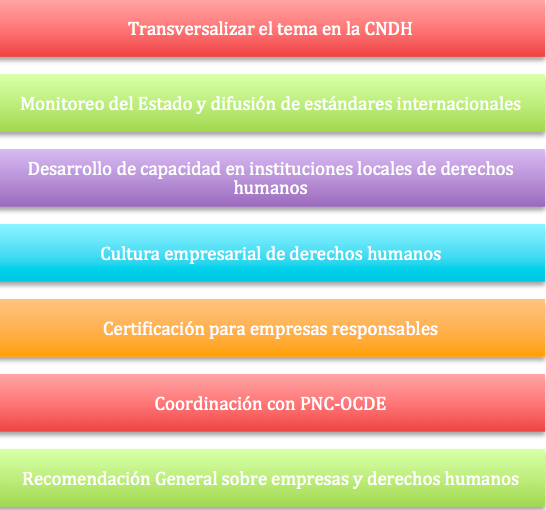 Transversalizar el tema en la CNDH
Monitoreo del Estado y difusión de estándares internacionales
Desarrollo de capacidad en instituciones locales de derechos
humanos
Cultura empresarial de derechos humanos
Certificación para empresas responsables
Coordinación con PNC-OCDE
Recomendación General sobre empresas y derechos humanos